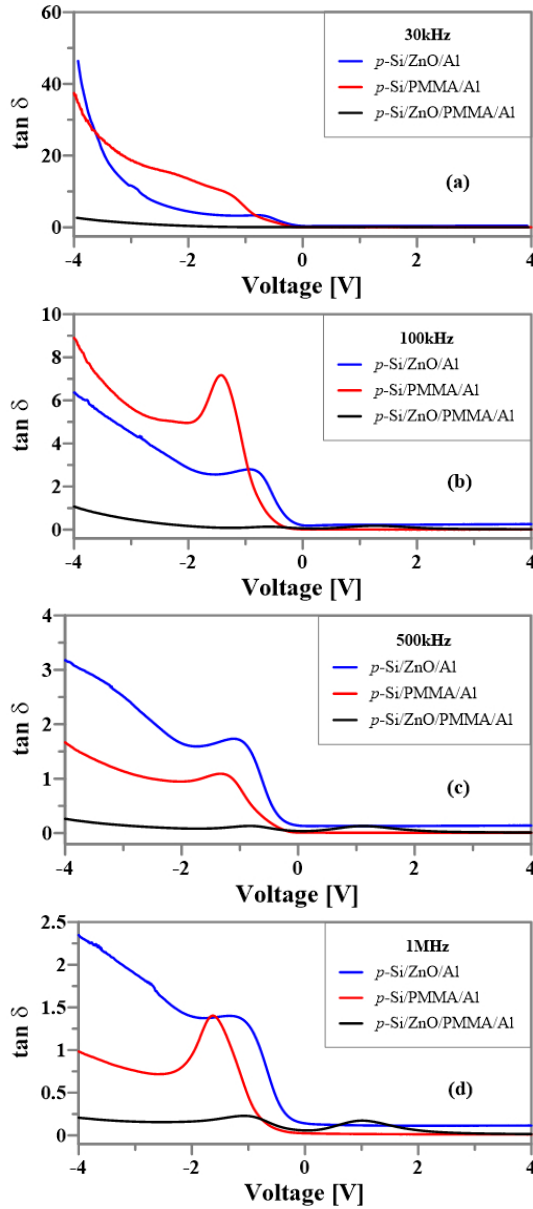 60
40
20
0
tan δ
30kHz
p-Si/ZnO/Al
p-Si/PMMA/Al
p-Si/ZnO/PMMA/Al
(a)
-4 -2 0 2 4
Voltage [V]
10
8
6
4
2
0
tan δ
100kHz
p-Si/ZnO/Al
p-Si/PMMA/Al
p-Si/ZnO/PMMA/Al
(b)
-4 -2 0 2 4
Voltage [V]
4
3
2
1
0
tan δ
500kHz
p-Si/ZnO/Al
p-Si/PMMA/Al
p-Si/ZnO/PMMA/Al
(c)
-4 -2 0 2 4
Voltage [V]
2.5
2
1.5
1
0.5
0
tan δ
1MHz
p-Si/ZnO/Al
p-Si/PMMA/Al
p-Si/ZnO/PMMA/Al
(d)
-4 -2 0 2 4
Voltage [V]